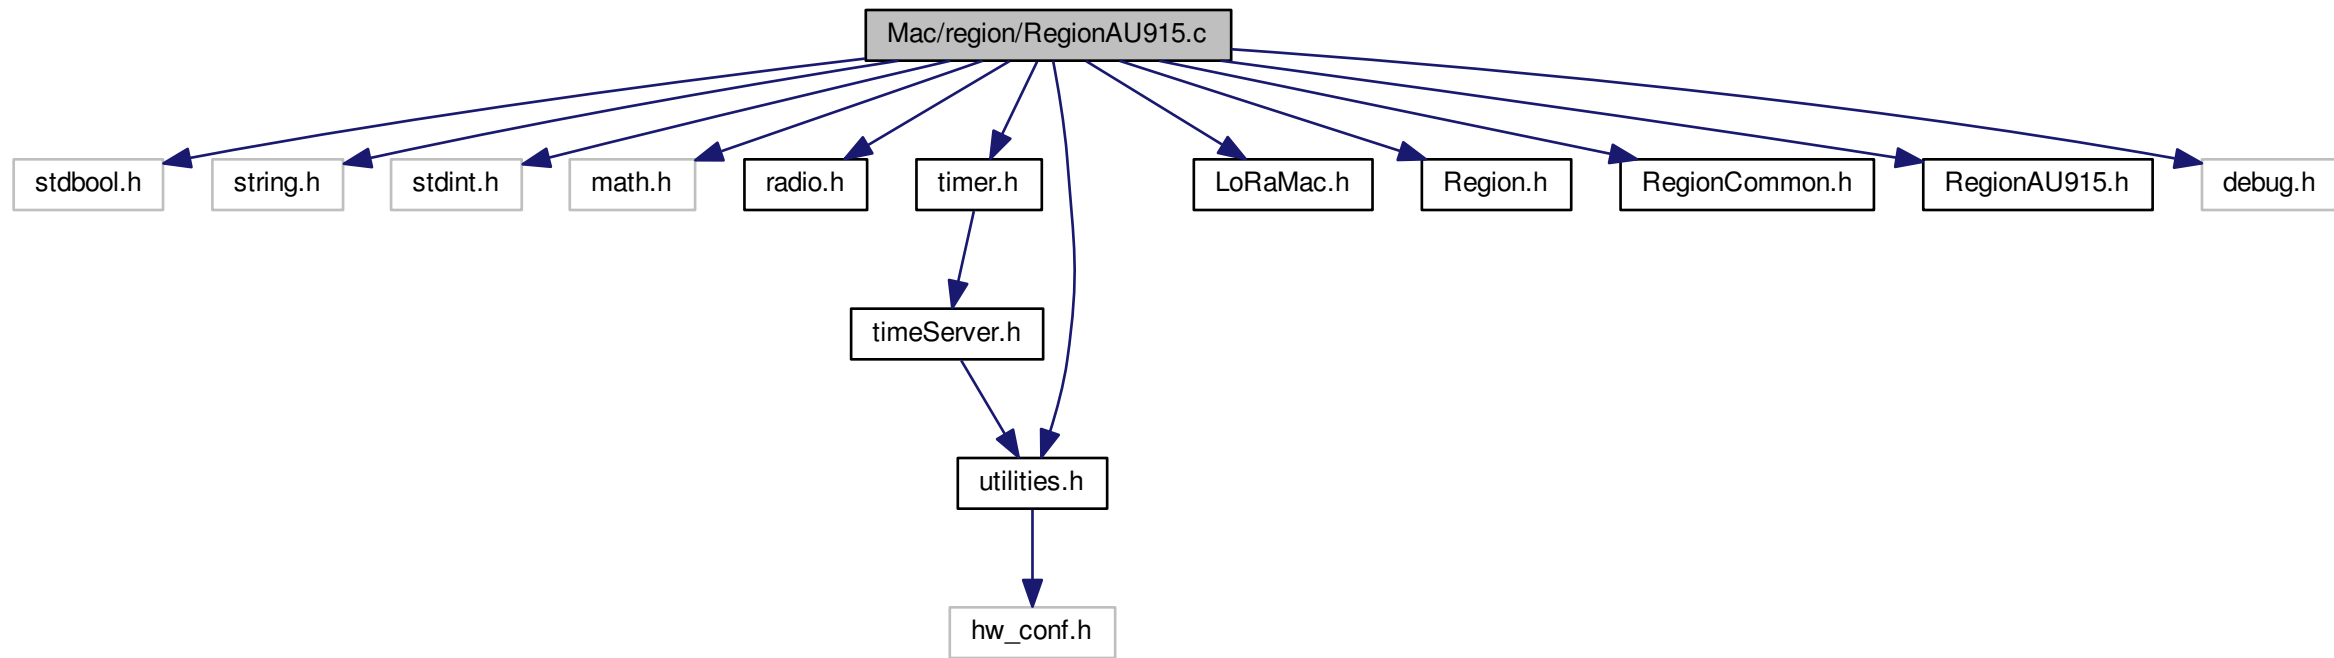 Mac/region/RegionAU915.c
stdbool.h
string.h
stdint.h
math.h
radio.h
timer.h
LoRaMac.h
Region.h
RegionCommon.h
RegionAU915.h
debug.h
timeServer.h
utilities.h
hw_conf.h